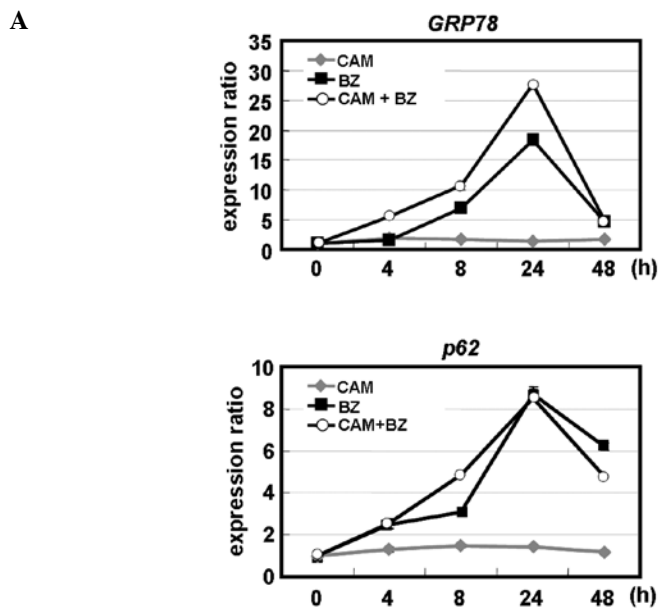 A
GRP78
expression ratio
35
30
25
20
15
10
5
0
CAM
BZ
CAM + BZ
0 4 8 24 48 (h)
p62
expression ratio
10
8
6
4
2
0
CAM
BZ
CAM+BZ
0 4 8 24 48 (h)